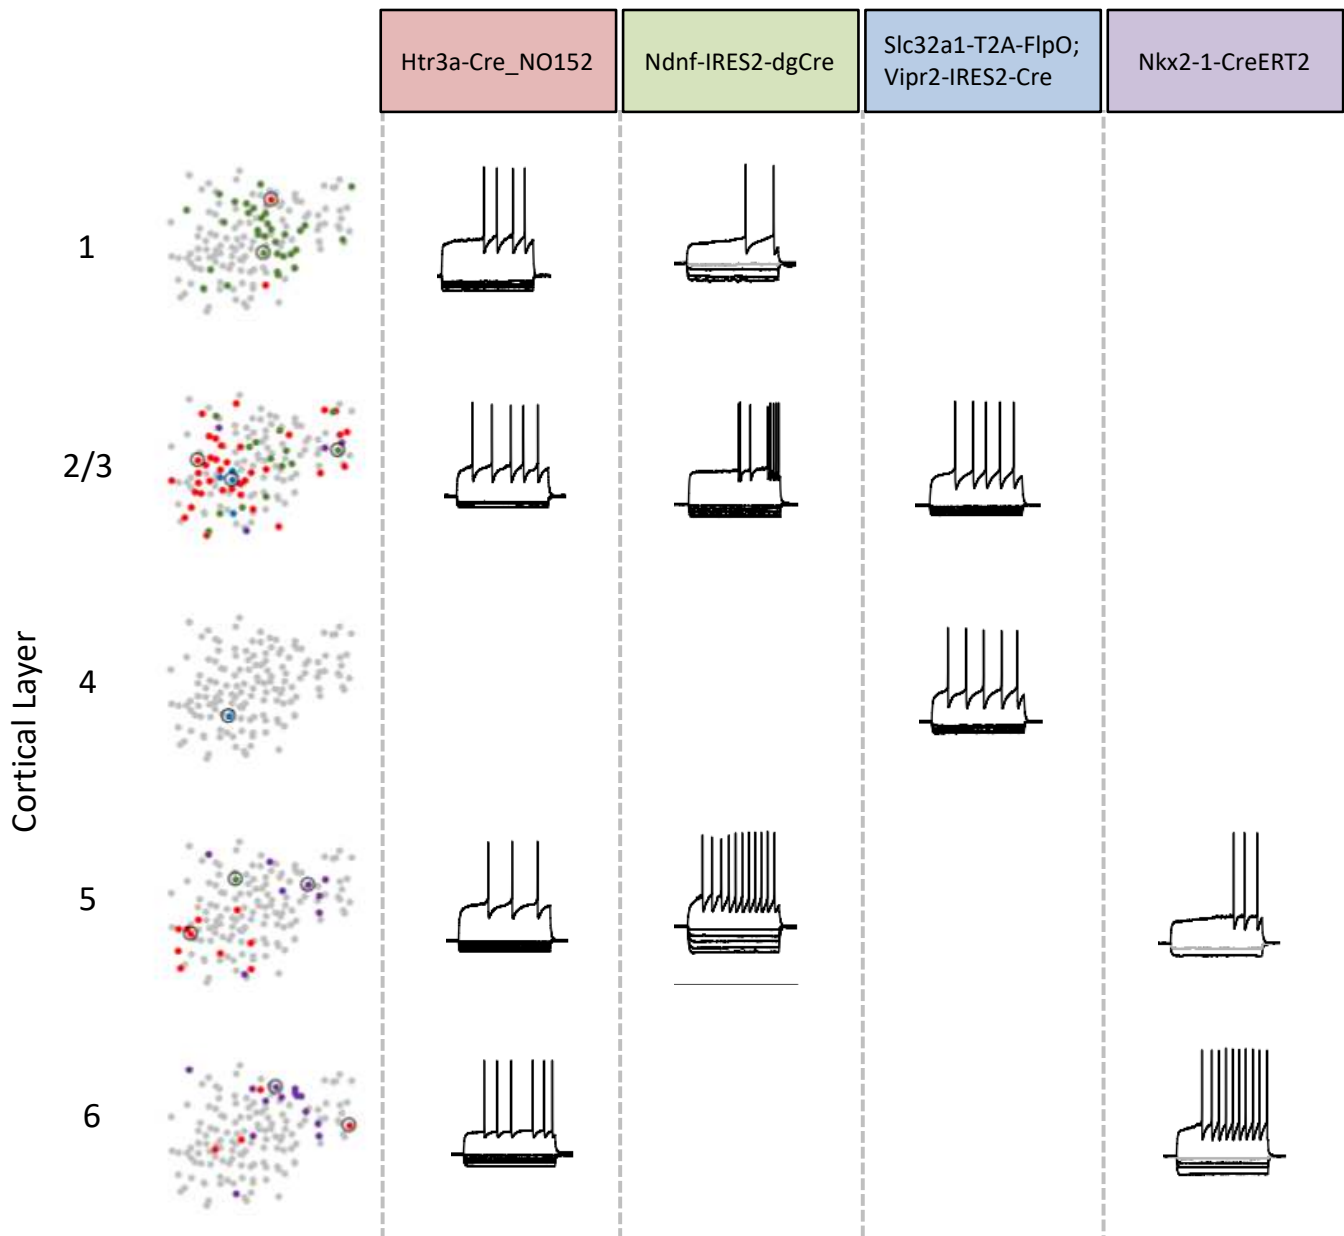 Htr3a-Cre_NO152
Ndnf-IRES2-dgCre
Slc32a1-T2A-FlpO;
Vipr2-IRES2-Cre
Nkx2-1-CreERT2
Cortical Layer
1
2/3
4
5
6